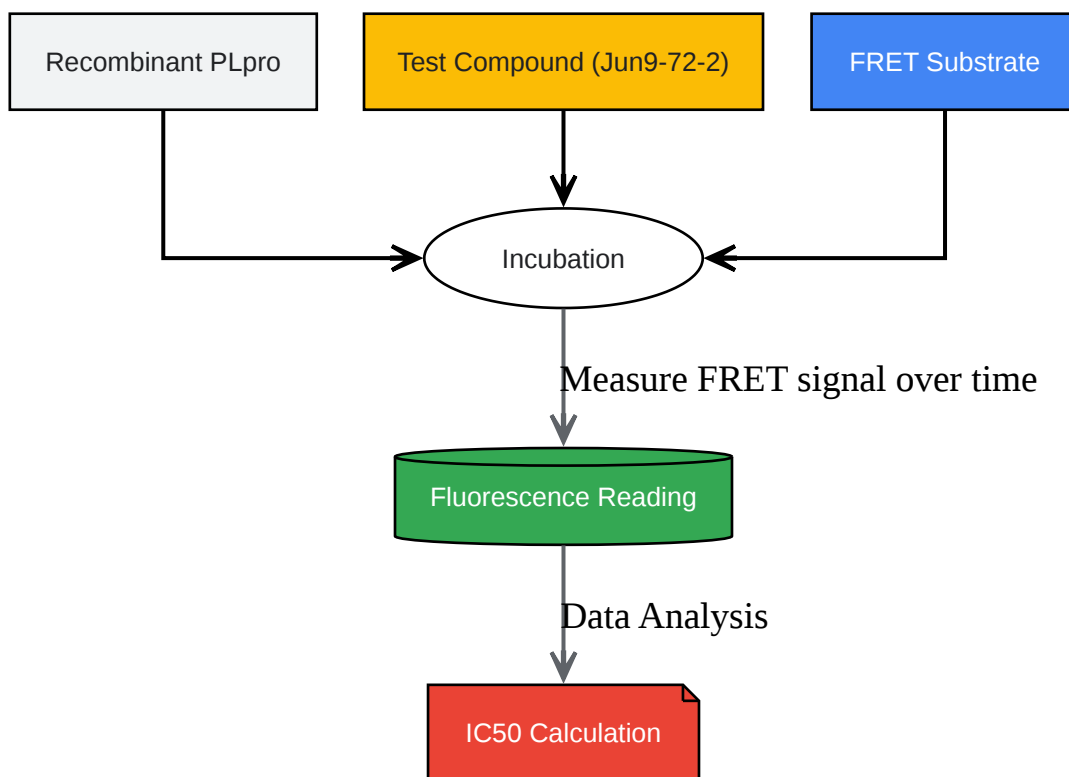 Recombinant PLpro
Test Compound (Jun9-72-2)
FRET Substrate
Incubation
Measure FRET signal over time
Fluorescence Reading
Data Analysis
IC50 Calculation